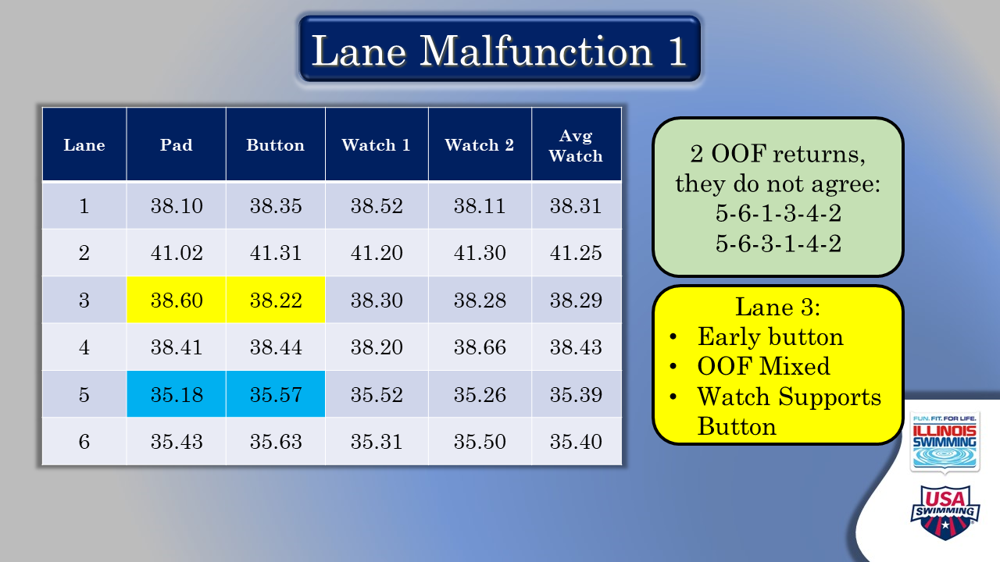 Lane Malfunction 1
Lane Pad Button Watch 1 Watch 2 Avg Watch
1 38.10 38.35 38.52 38.11 38.31
2 41.02 41.31 41.20 41.30 41.25
3 38.60 38.22 38.30 38.28 38.29
4 38.41 38.44 38.20 38.66 38.43
5 35.18 35.57 35.52 35.26 35.39
6 35.43 35.63 35.31 35.50 35.40
2 OOF returns,
they do not agree:
5-6-1-3-4-2
5-6-3-1-4-2
Lane 3:
• Early button
• OOF Mixed
• Watch Supports
Button
FUN. FIT. FOR LIFE.
ILLINOIS
SWIMMING
USA
SWIMMING